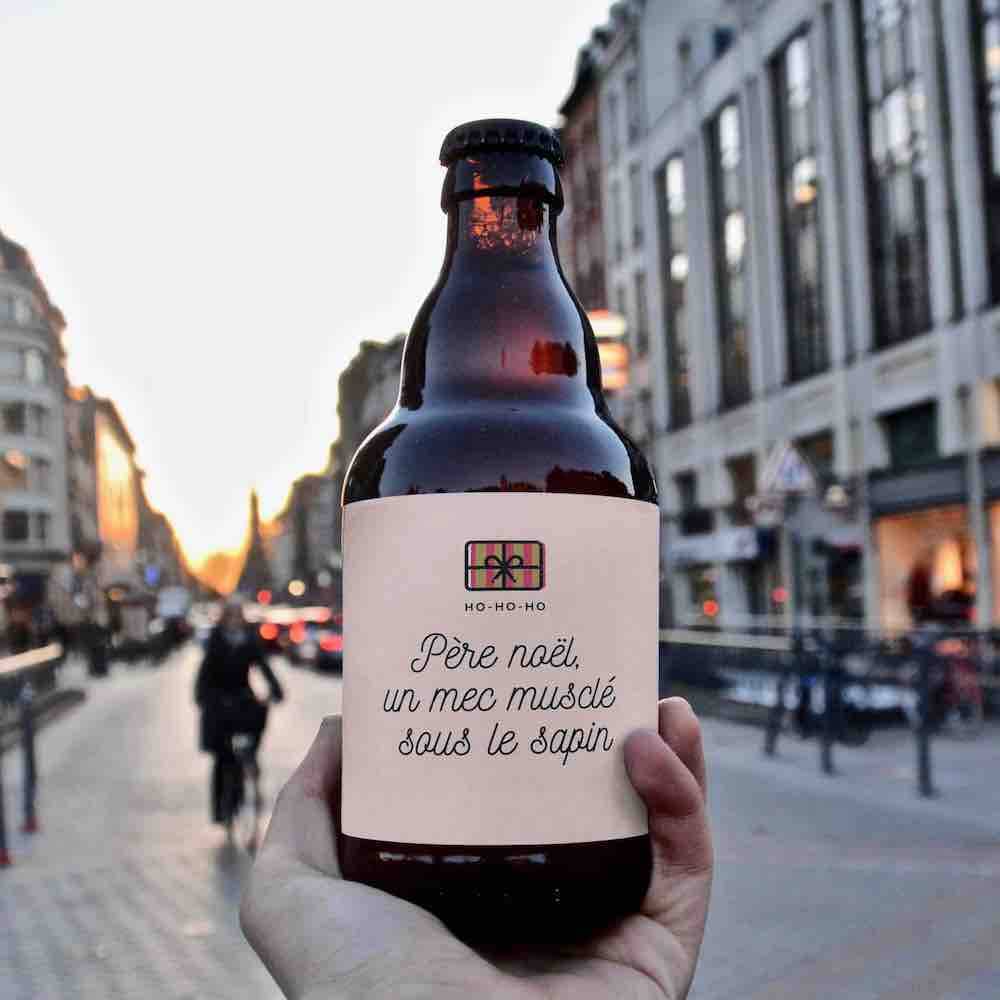 HO-HO-HO
Père noël,
un mec musclé
sous le sapin